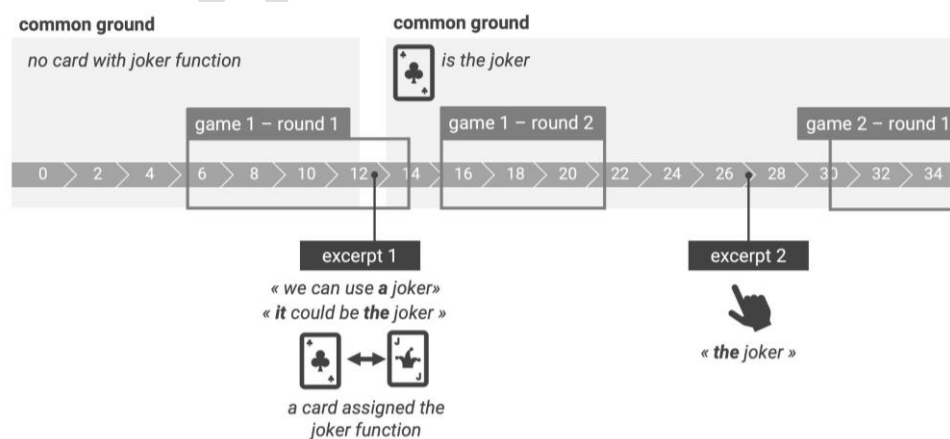 common ground
no card with joker function
common ground
is the joker
game 1 – round 1
game 1 – round 2
game 2 – round 1
0 2 4 6 8 10 12 14 16 18 20 22 24 26 28 30 32 34
excerpt 1
« we can use a joker»
« it could be the joker »
J
J
a card assigned the
joker function
excerpt 2
« the joker »